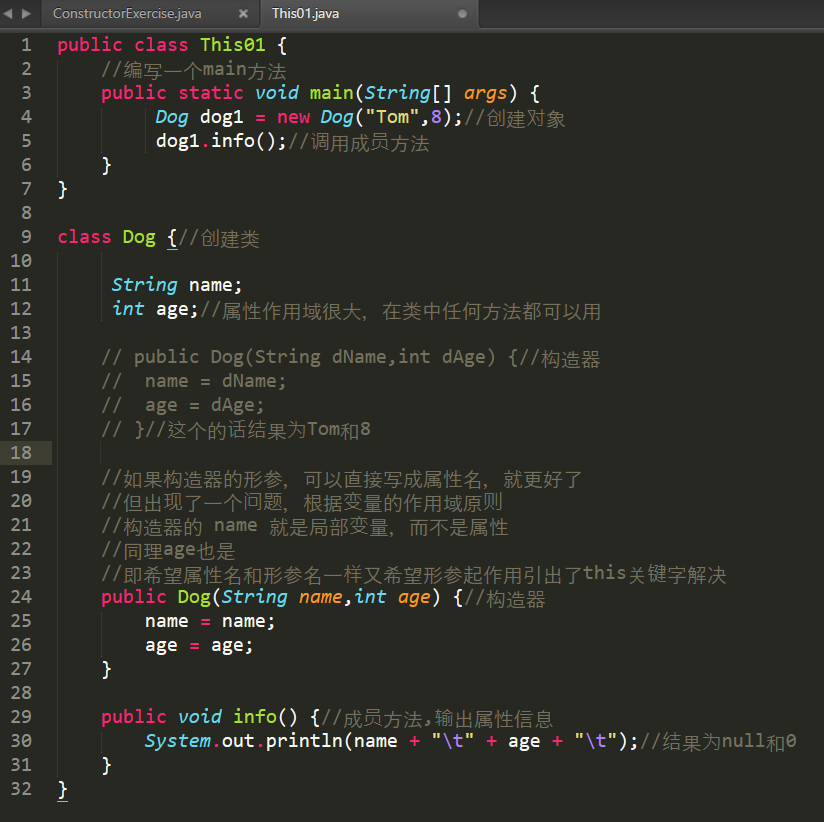 ConstructorExercise.java × This01.java
1 public class This01 {
2 //编写一个main方法
3 public static void main(String[] args) {
4 Dog dog1 = new Dog("Tom",8);//创建对象
5 dog1.info();//调用成员方法
6 }
7 }
8
9 class Dog {//创建类
10
11 String name;
12 int age;//属性作用域很大，在类中任何方法都可以用
13
14 // public Dog(String dName,int dAge) {//构造器
15 // name = dName;
16 // age = dAge;
17 // }//这个的话结果为Tom和8
18
19 //如果构造器的形参，可以直接写成属性名，就更好了
20 //但出现了一个问题，根据变量的作用域原则
21 //构造器的 name 就是局部变量，而不是属性
22 //同理age也是
23 //即希望属性名和形参名一样又希望形参起作用引出了this关键字解决
24 public Dog(String name,int age) {//构造器
25 name = name;
26 age = age;
27 }
28
29 public void info() {//成员方法,输出属性信息
30 System.out.println(name + "\t" + age + "\t");//结果为null和0
31 }
32 }